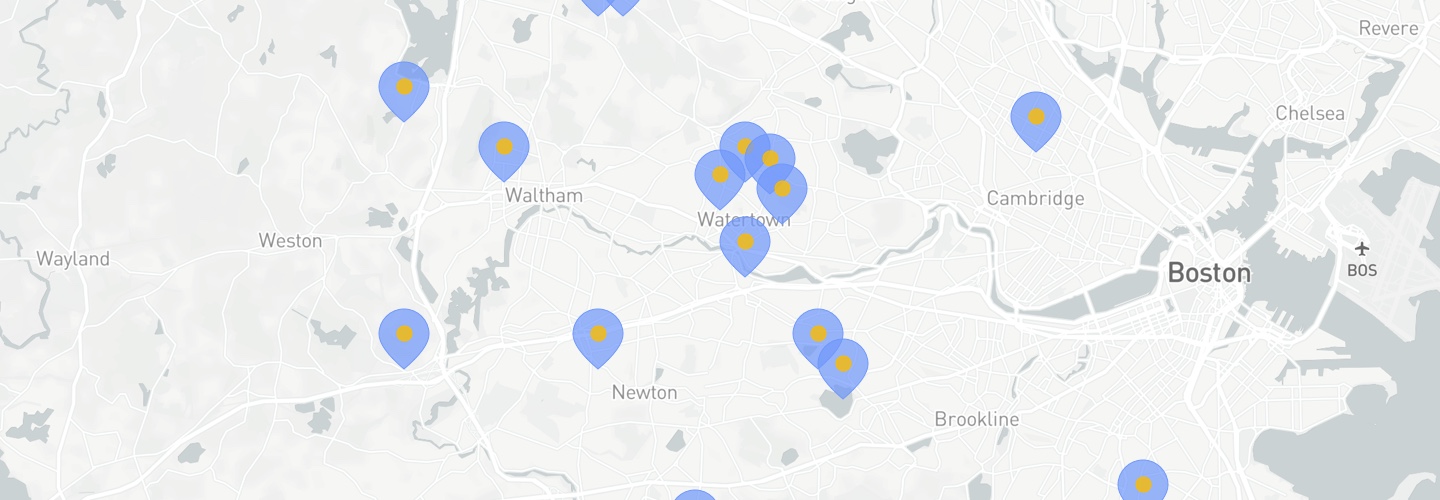 Revere
Chelsea
Waltham
Cambridge
Watertown
Weston
Wayland
Boston
BOS
Newton
Brookline